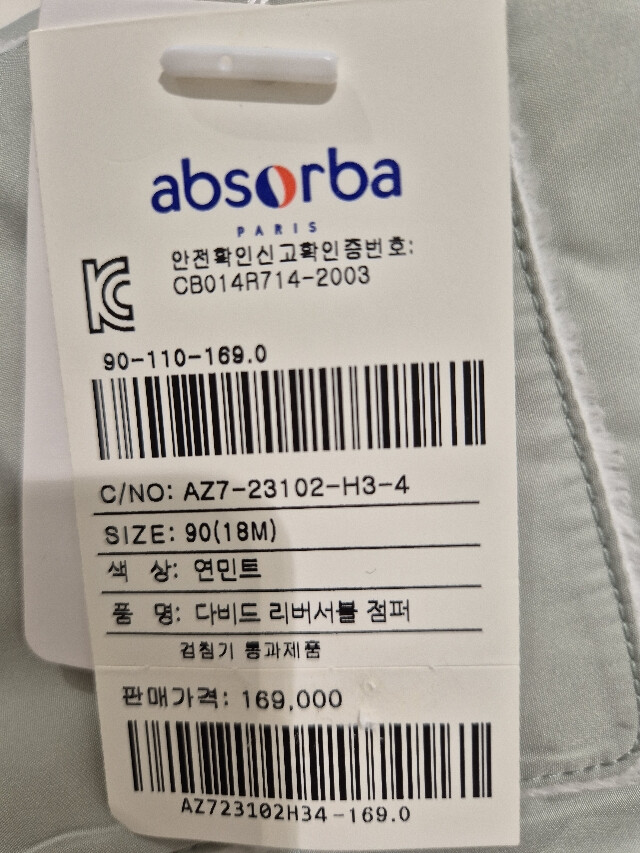 absorba
PARIS
안전확인신고확인증번호:
CB014R714-2003
90-110-169.0
C/NO: AZ7-23102-H3-4
SIZE: 90(18M)
색 상: 연민트
품 명: 다비드 리버서블 점퍼
검침기 통과제품
판매가격: 169,000
AZ723102H34-169.0